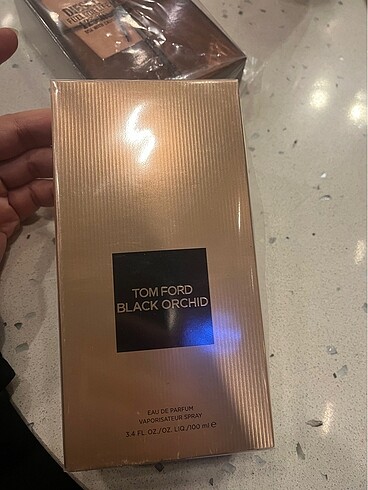 TOM FORD
BLACK ORCHID
EAU DE PARFUM
VAPORISATEUR SPRAY
3.4 FL. OZ./OZ. LIQ./100 ml ℮